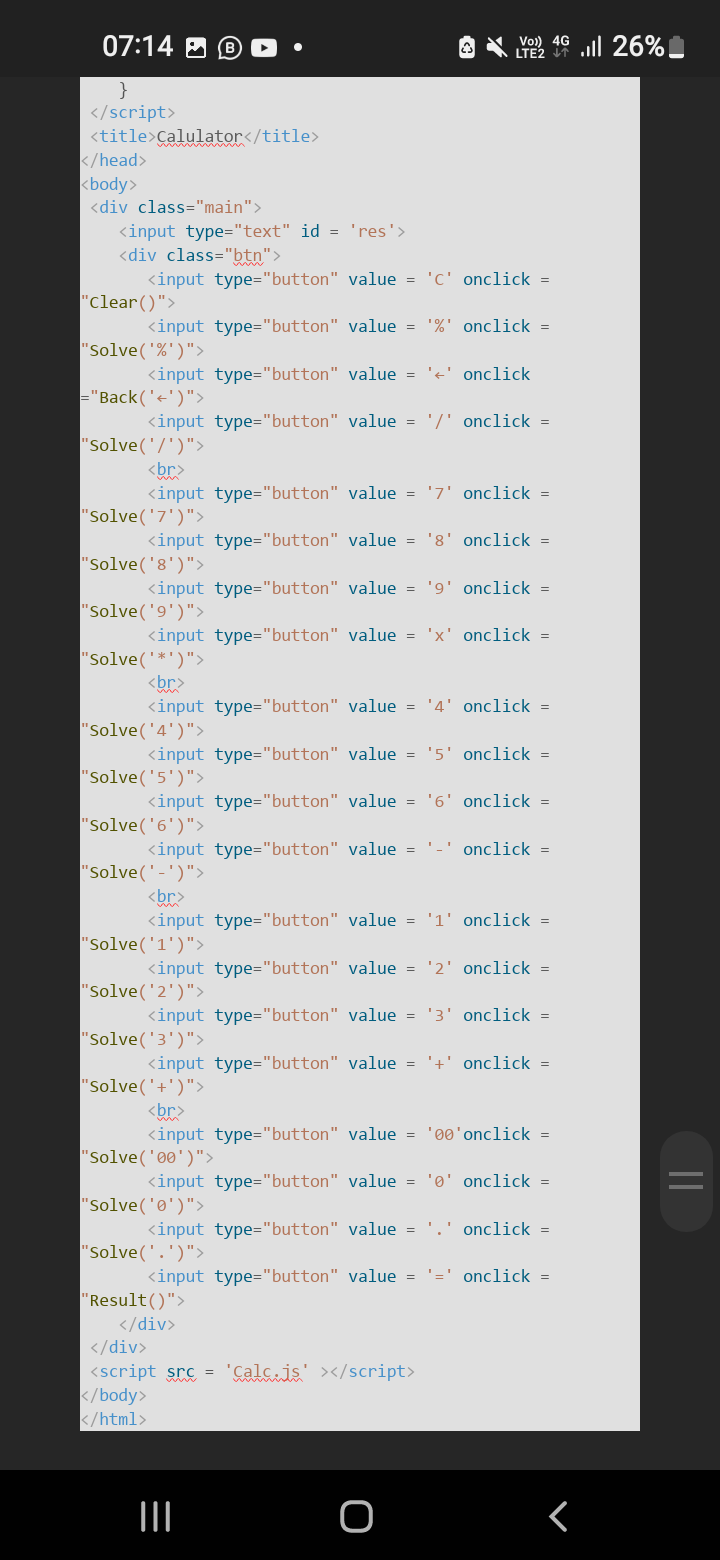 07:14
Vo)) LTE2 4G 26%
}
</script>
<title>Calulator</title>
</head>
<body>
<div class="main">
<input type="text" id = 'res'>
<div class="btn">
<input type="button" value = 'C' onclick =
"Clear()">
<input type="button" value = '%' onclick =
"Solve('%')">
<input type="button" value = '←' onclick
="Back('←')">
<input type="button" value = '/' onclick =
"Solve('/')">
<br>
<input type="button" value = '7' onclick =
"Solve('7')">
<input type="button" value = '8' onclick =
"Solve('8')">
<input type="button" value = '9' onclick =
"Solve('9')">
<input type="button" value = 'x' onclick =
"Solve('*')">
<br>
<input type="button" value = '4' onclick =
"Solve('4')">
<input type="button" value = '5' onclick =
"Solve('5')">
<input type="button" value = '6' onclick =
"Solve('6')">
<input type="button" value = '-' onclick =
"Solve('-')">
<br>
<input type="button" value = '1' onclick =
"Solve('1')">
<input type="button" value = '2' onclick =
"Solve('2')">
<input type="button" value = '3' onclick =
"Solve('3')">
<input type="button" value = '+' onclick =
"Solve('+')">
<br>
<input type="button" value = '00'onclick =
"Solve('00')">
<input type="button" value = '0' onclick =
"Solve('0')">
<input type="button" value = '.' onclick =
"Solve('.')">
<input type="button" value = '=' onclick =
"Result()">
</div>
</div>
<script src = 'Calc.js' ></script>
</body>
</html>